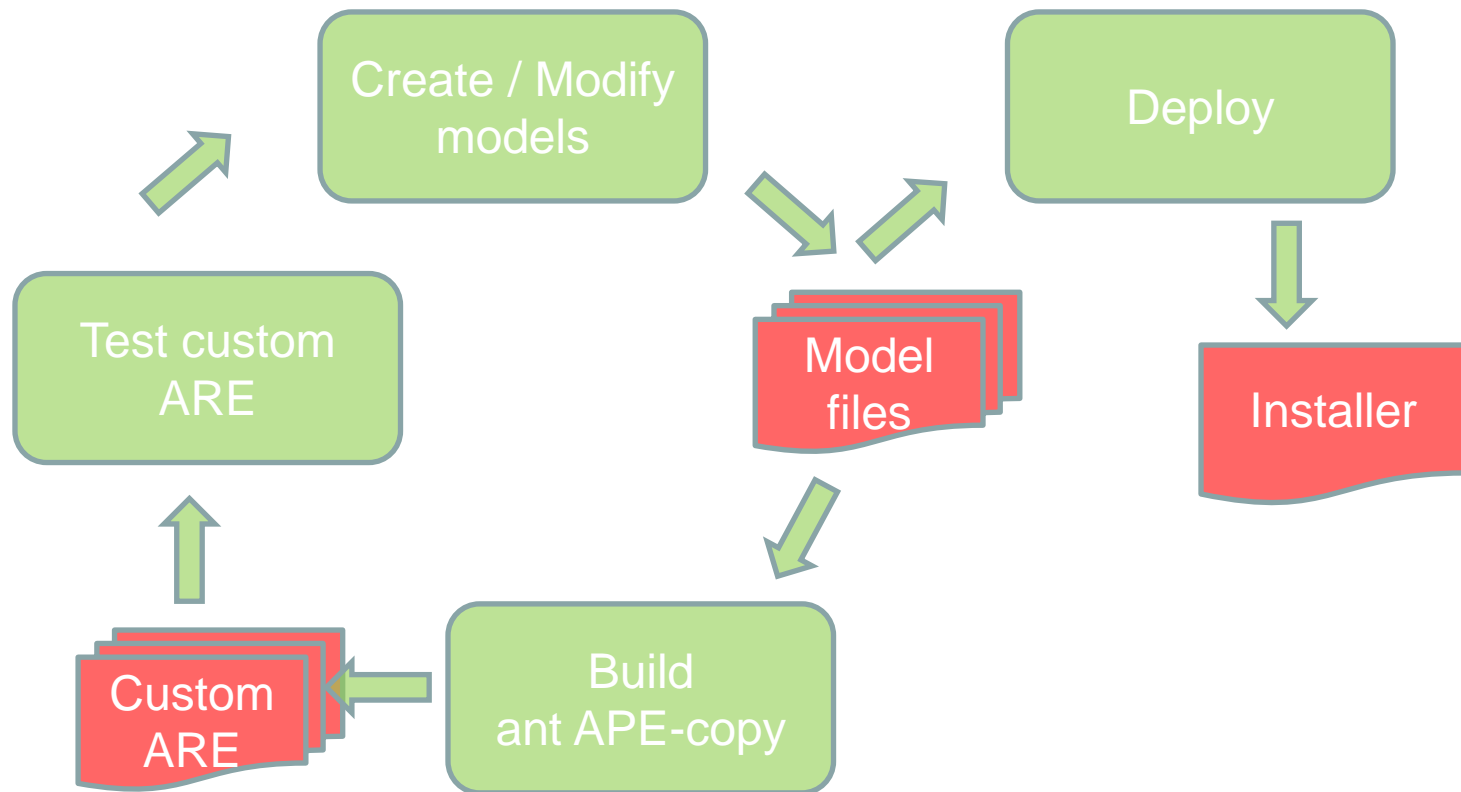 Create / Modify
models
Deploy
Test custom
ARE
Model
files
Installer
Custom
ARE
Build
ant APE-copy